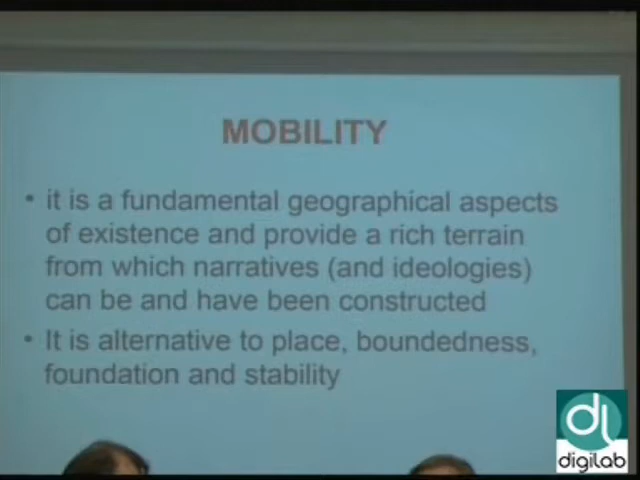 MOBILITY
• it is a fundamental geographical aspects
of existence and provide a rich terrain
from which narratives (and ideologies)
can be and have been constructed
• It is alternative to place, boundedness,
foundation and stability
dl
digilab